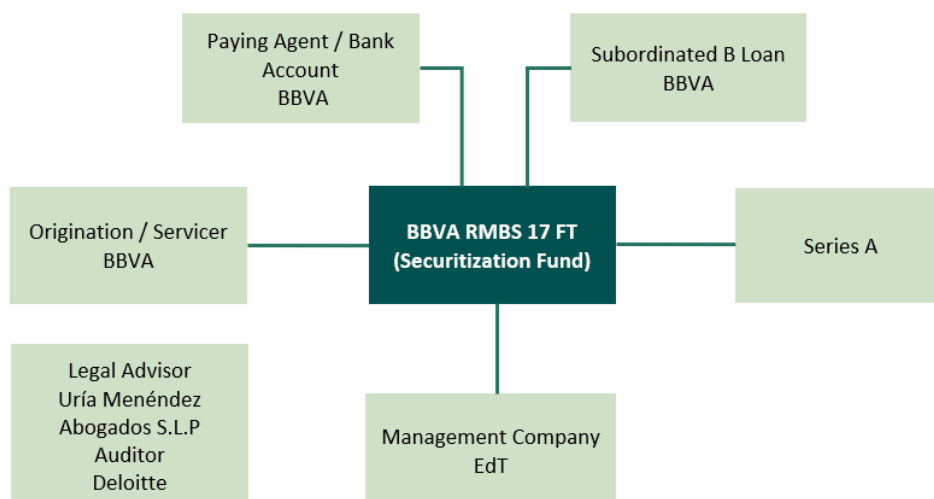 Paying Agent / Bank
Account
BBVA
Subordinated B Loan
BBVA
Origination / Servicer
BBVA
BBVA RMBS 17 FT
(Securitization Fund)
Series A
Legal Advisor
Uría Menéndez
Abogados S.L.P
Auditor
Deloitte
Management Company
EdT